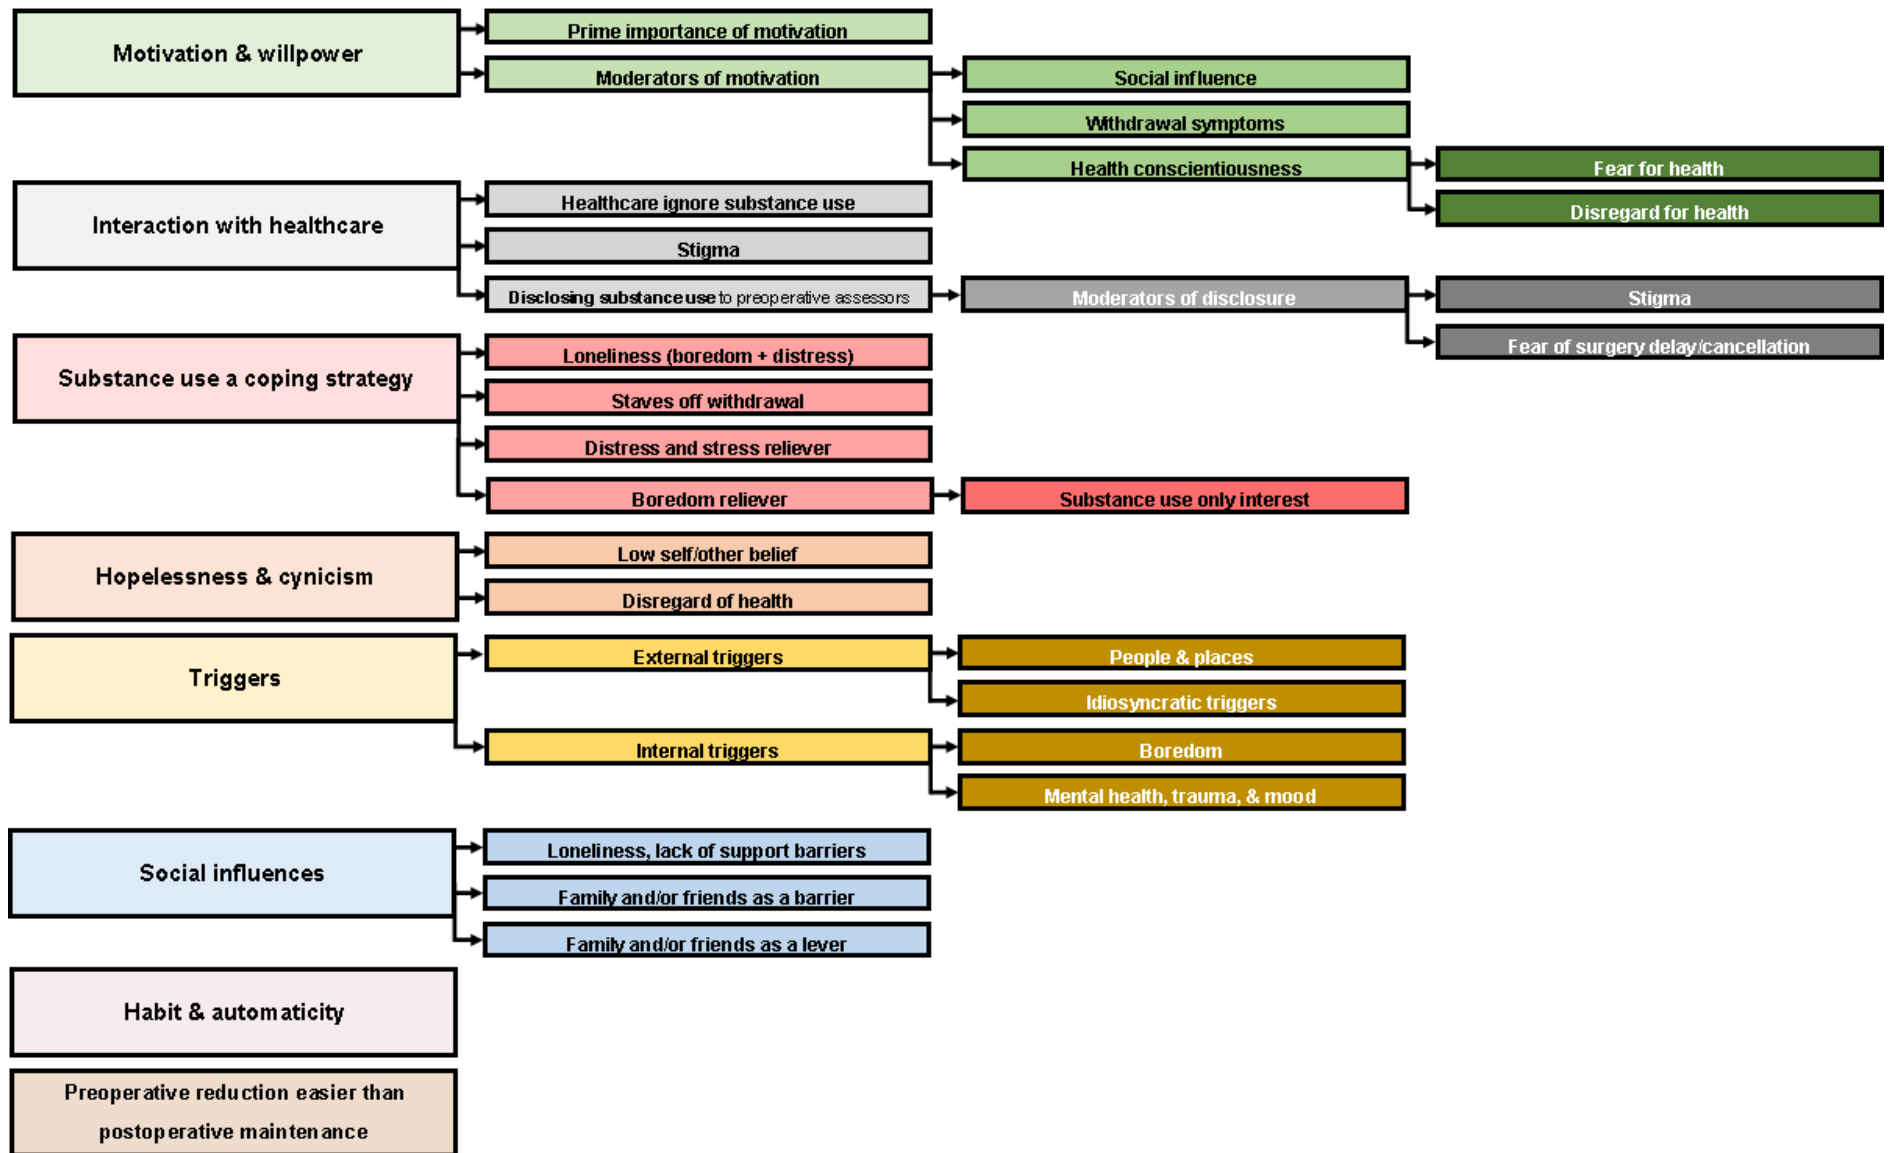 Motivation & willpower
Prime importance of motivation
Moderators of motivation
Social influence
Withdrawal symptoms
Health conscientiousness
Fear for health
Disregard for health
Interaction with healthcare
Healthcare ignore substance use
Stigma
Disclosing substance use to preoperative assessors
Moderators of disclosure
Stigma
Fear of surgery delay/cancellation
Substance use a coping strategy
Loneliness (boredom + distress)
Staves off withdrawal
Distress and stress reliever
Boredom reliever
Substance use only interest
Hopelessness & cynicism
Low self/other belief
Disregard of health
Triggers
External triggers
People & places
Idiosyncratic triggers
Internal triggers
Boredom
Mental health, trauma, & mood
Social influences
Loneliness, lack of support barriers
Family and/or friends as a barrier
Family and/or friends as a lever
Habit & automaticity
Preoperative reduction easier than
postoperative maintenance